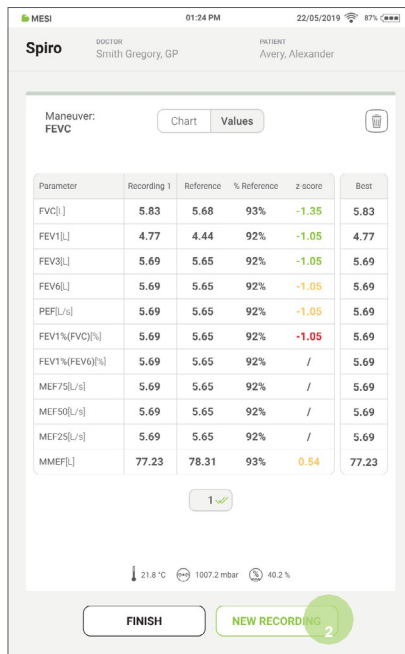 MESI 01:24 PM 22/05/2019 87%
Spiro
DOCTOR
Smith Gregory, GP
PATIENT
Avery, Alexander
Maneuver:
FEVC
Chart Values
Parameter Recording 1 Reference % Reference z-score Best
FVC[L] 5.83 5.68 93% -1.35 5.83
FEV1[L] 4.77 4.44 92% -1.05 4.77
FEV3[L] 5.69 5.65 92% -1.05 5.69
FEV6[L] 5.69 5.65 92% -1.05 5.69
PEF[L/s] 5.69 5.65 92% -1.05 5.69
FEV1%(FVC)[%] 5.69 5.65 92% -1.05 5.69
FEV1%(FEV6)[%] 5.69 5.65 92% / 5.69
MEF75[L/s] 5.69 5.65 92% / 5.69
MEF50[L/s] 5.69 5.65 92% / 5.69
MEF25[L/s] 5.69 5.65 92% / 5.69
MMEF[L] 77.23 78.31 93% 0.54 77.23
1
21.8 °C 1007.2 mbar % 40.2 %
FINISH NEW RECORDING 2